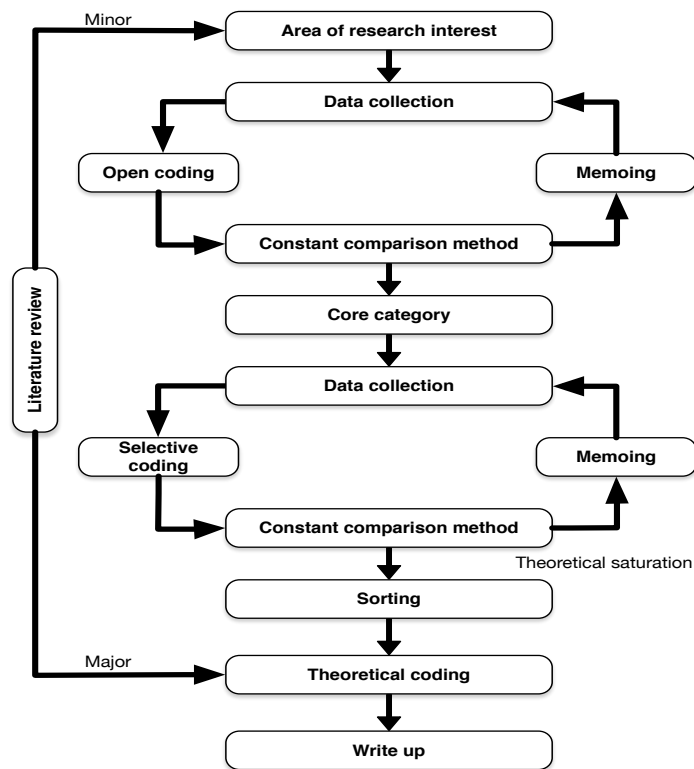 Minor
Area of research interest
Data collection
Open coding
Memoing
Constant comparison method
Literature review
Core category
Data collection
Selective
coding
Memoing
Constant comparison method
Theoretical saturation
Sorting
Major
Theoretical coding
Write up